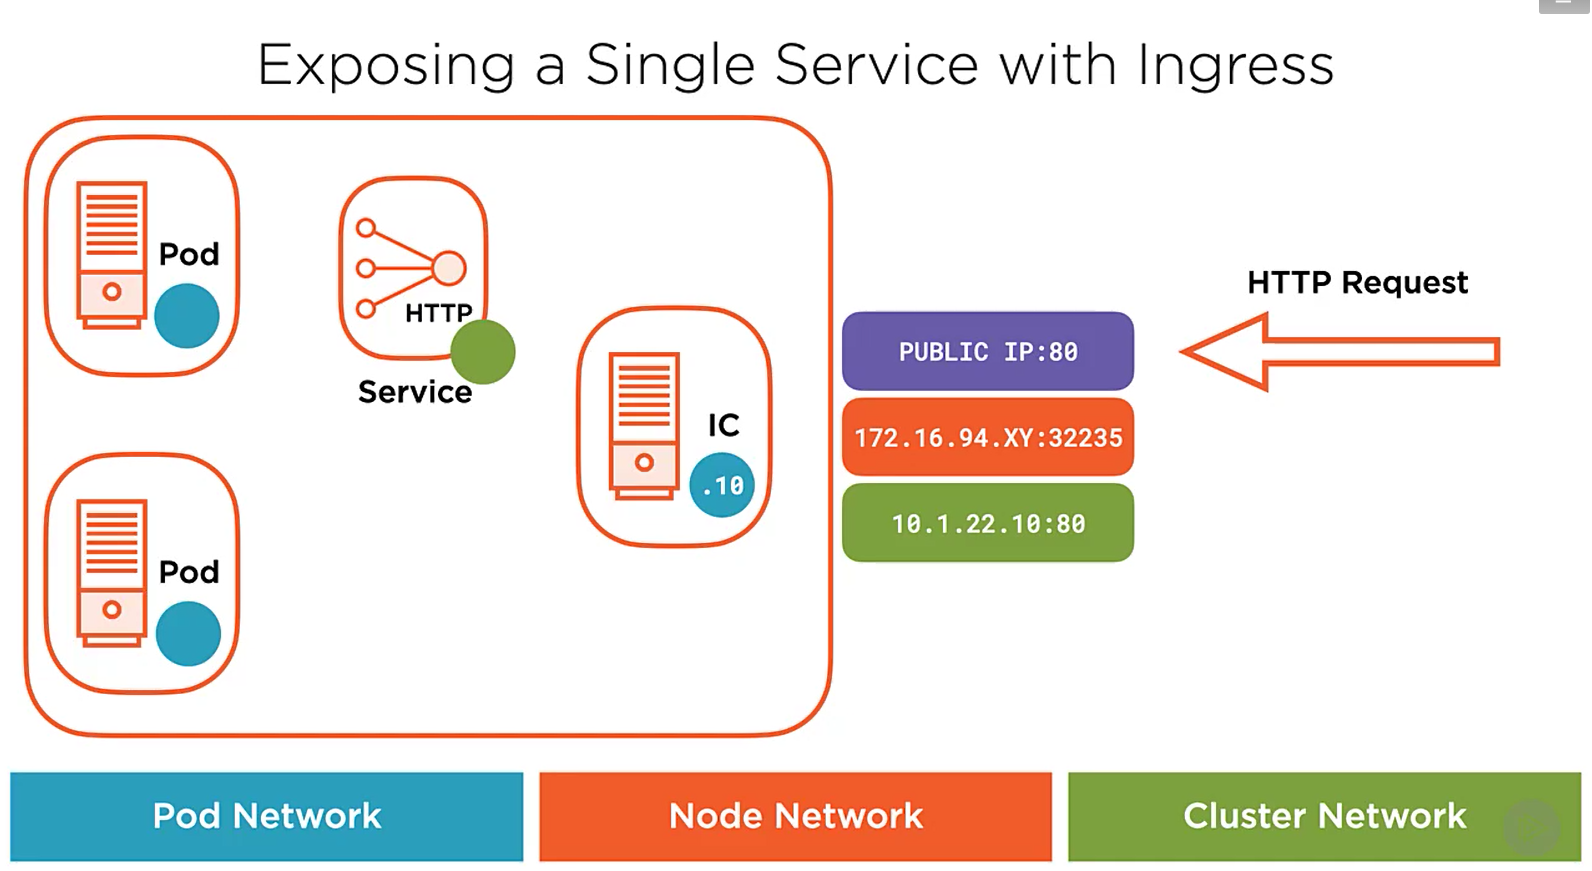 Exposing a Single Service with Ingress
Pod
HTTP
Service
IC
.10
Pod
PUBLIC IP:80
172.16.94.XY:32235
10.1.22.10:80
HTTP Request
Pod Network
Node Network
Cluster Network